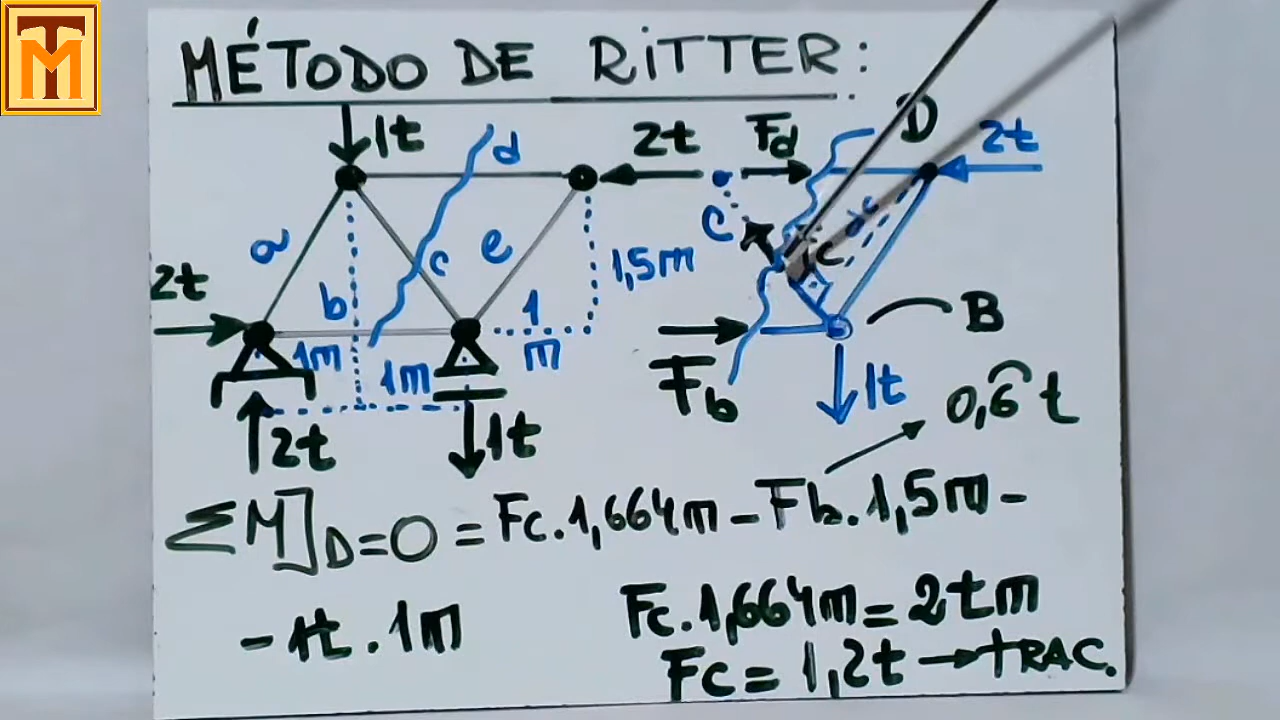 TM
MÉTODO DE RITTER:
1t
d
2t
Fd
D
2t
a
c
e
1,5m
C
dc
Fc
2t
b
1m
1m
1
m
B
Fb
1t
2t
1t
0,6 t
ΣM]D=0 = Fc.1,664m - Fb.1,5m -
- 1t . 1m
Fc.1,664m = 2tm
Fc = 1,2t → TRAC.